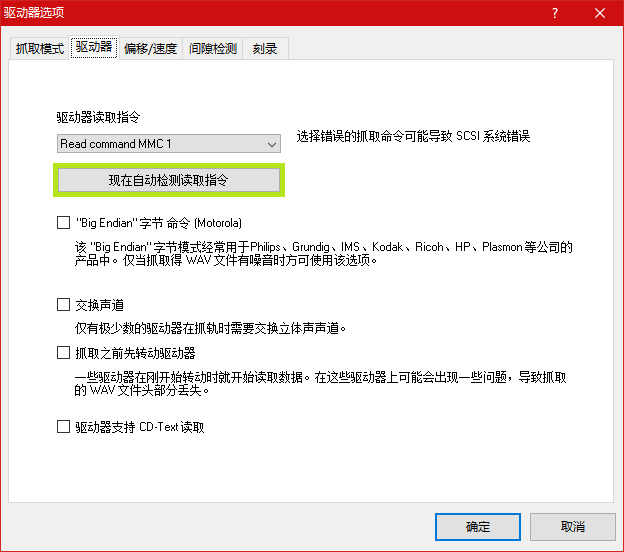 驱动器选项
抓取模式 驱动器 偏移/速度 间隙检测 刻录
驱动器读取指令
Read command MMC 1
选择错误的抓取命令可能导致 SCSI 系统错误
现在自动检测读取指令
"Big Endian" 字节 命令 (Motorola)
该 "Big Endian" 字节模式经常用于Philips、Grundig、IMS、Kodak、Ricoh、HP、Plasmon 等公司的
产品中。仅当抓取得 WAV 文件有噪音时方可使用该选项。
交换声道
仅有极少数的驱动器在抓轨时需要交换立体声声道。
抓取之前先转动驱动器
一些驱动器在刚开始转动时就开始读取数据。在这些驱动器上可能会出现一些问题，导致抓取
的 WAV 文件头部分丢失。
驱动器支持 CD-Text 读取
确定 取消